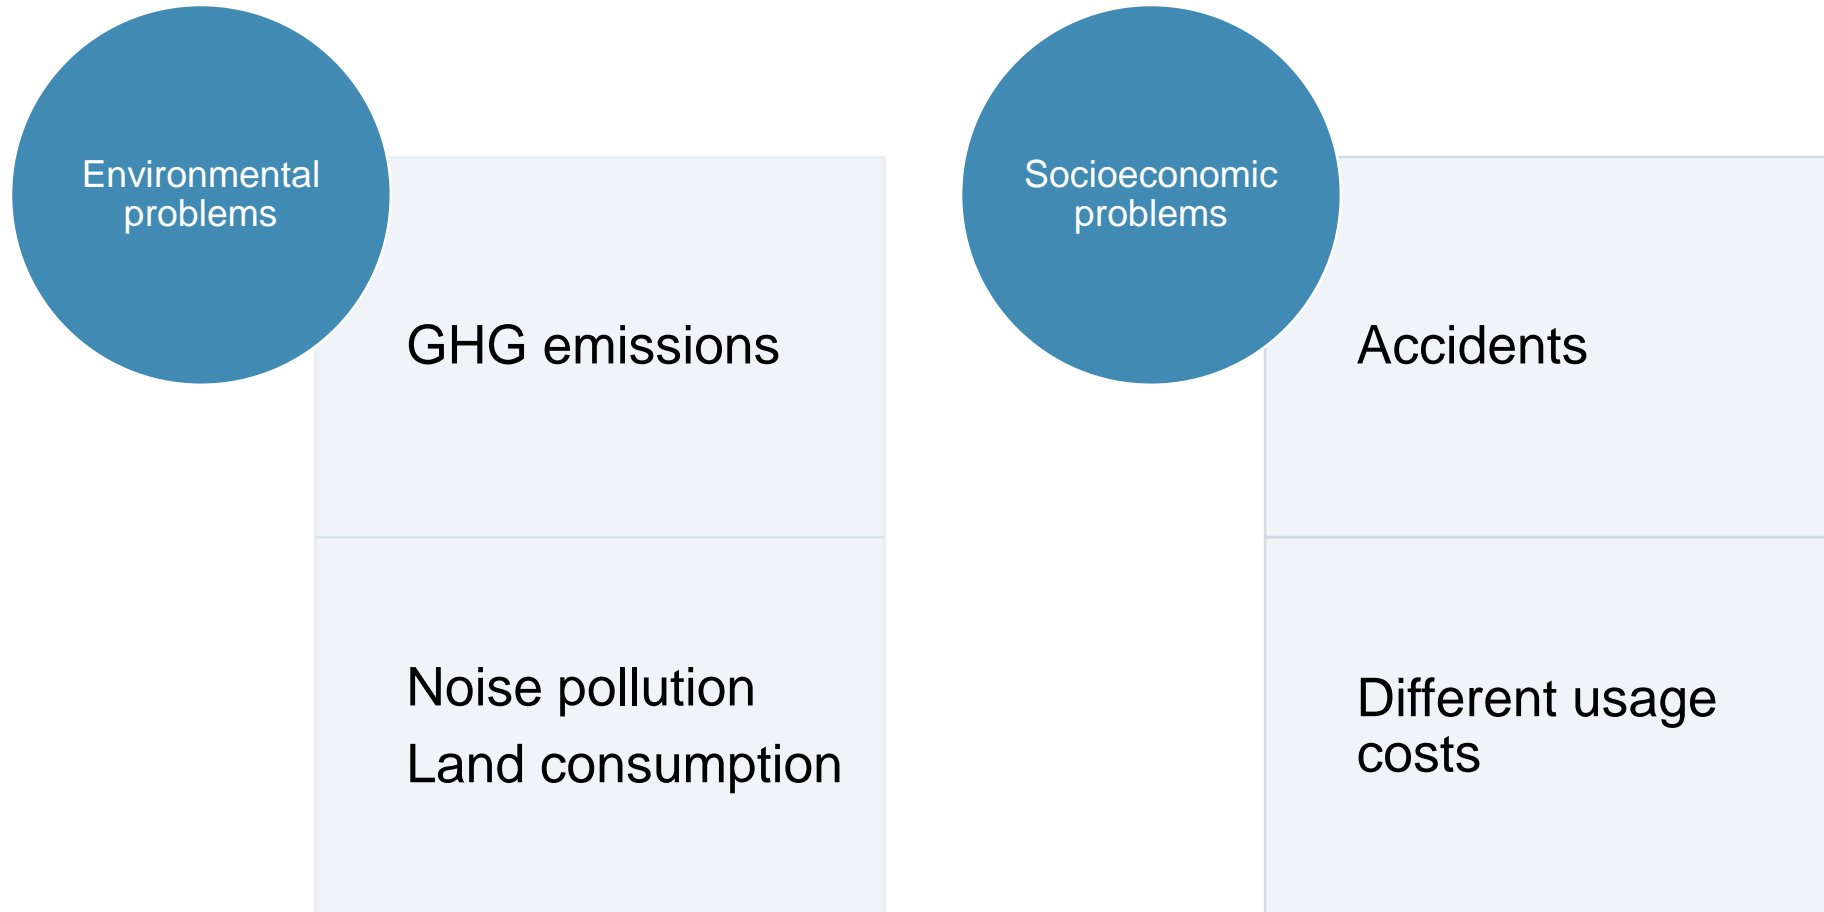 Environmental
problems
GHG emissions
Noise pollution
Land consumption
Socioeconomic
problems
Accidents
Different usage
costs